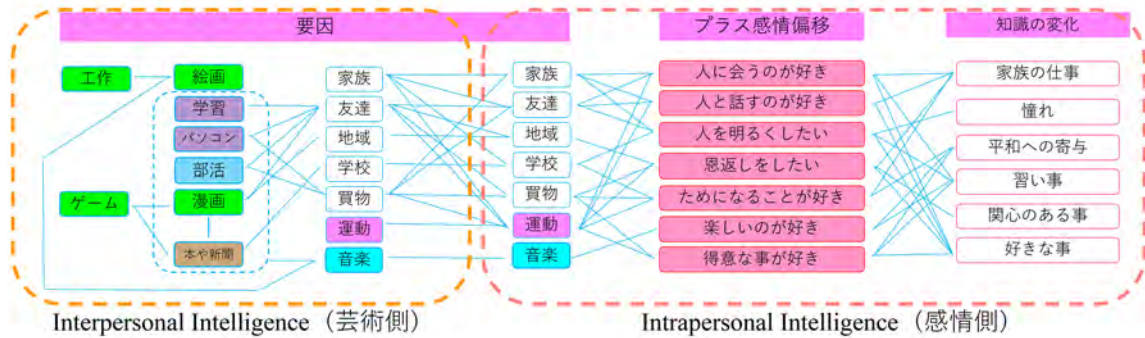 要因
プラス感情偏移
知識の変化
工作
ゲーム
絵画
学習
パソコン
部活
漫画
本や新聞
家族
友達
地域
学校
買物
運動
音楽
家族
友達
地域
学校
買物
運動
音楽
人に会うのが好き
人と話すのが好き
人を明るくしたい
恩返しをしたい
ためになることが好き
楽しいのが好き
得意な事が好き
家族の仕事
憧れ
平和への寄与
習い事
関心のある事
好きな事
Interpersonal Intelligence（芸術側）
Intrapersonal Intelligence（感情側）